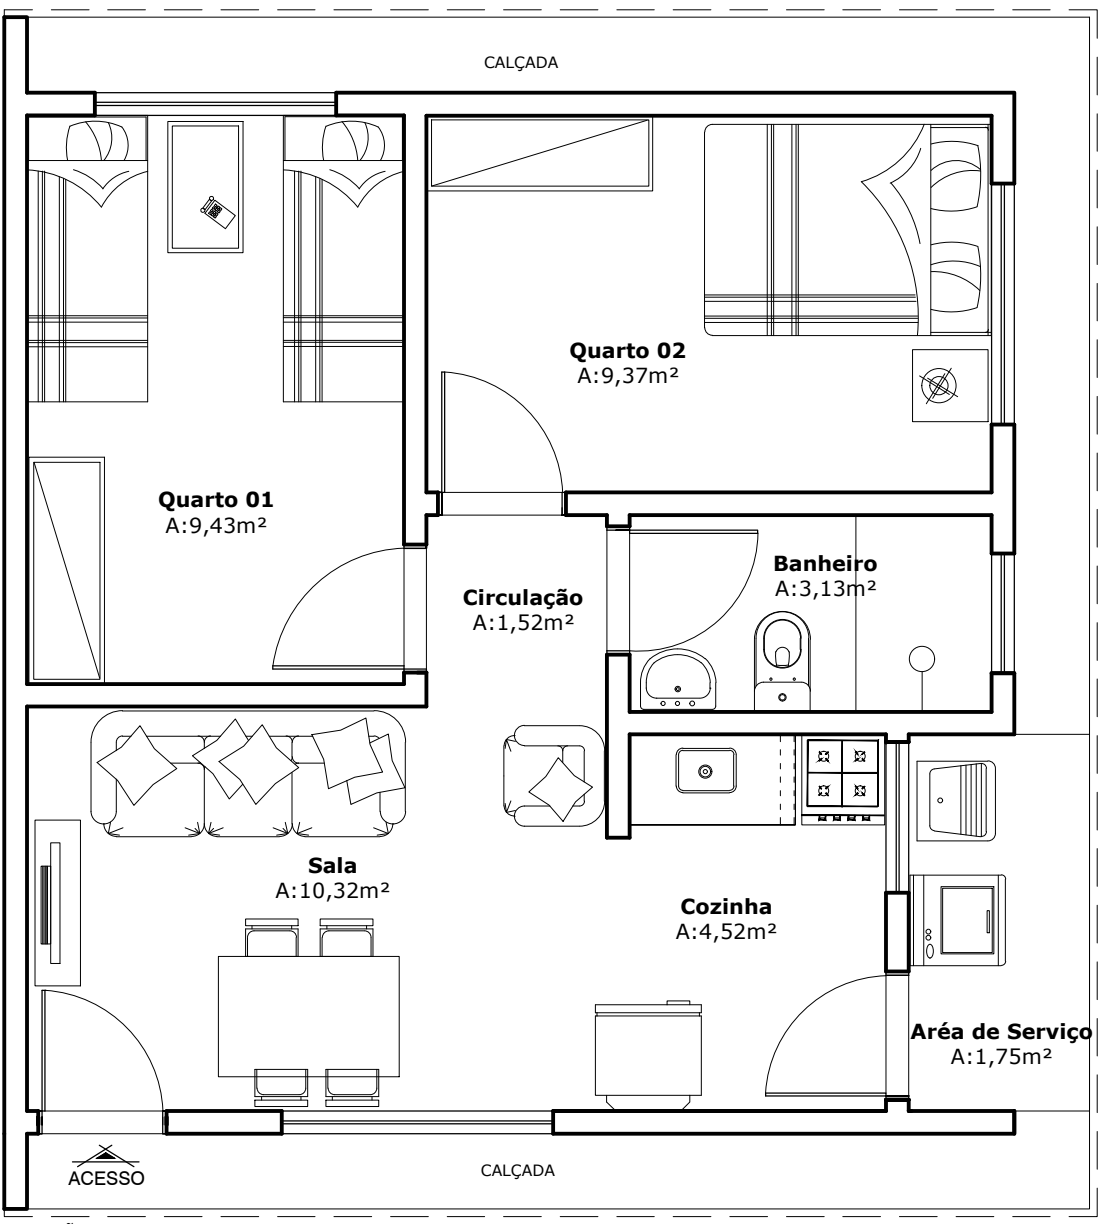 CALÇADA
Quarto 02
A:9,37m²
Quarto 01
A:9,43m²
Banheiro
A:3,13m²
Circulação
A:1,52m²
Sala
A:10,32m²
Cozinha
A:4,52m²
Aréa de Serviço
A:1,75m²
CALÇADA
ACESSO